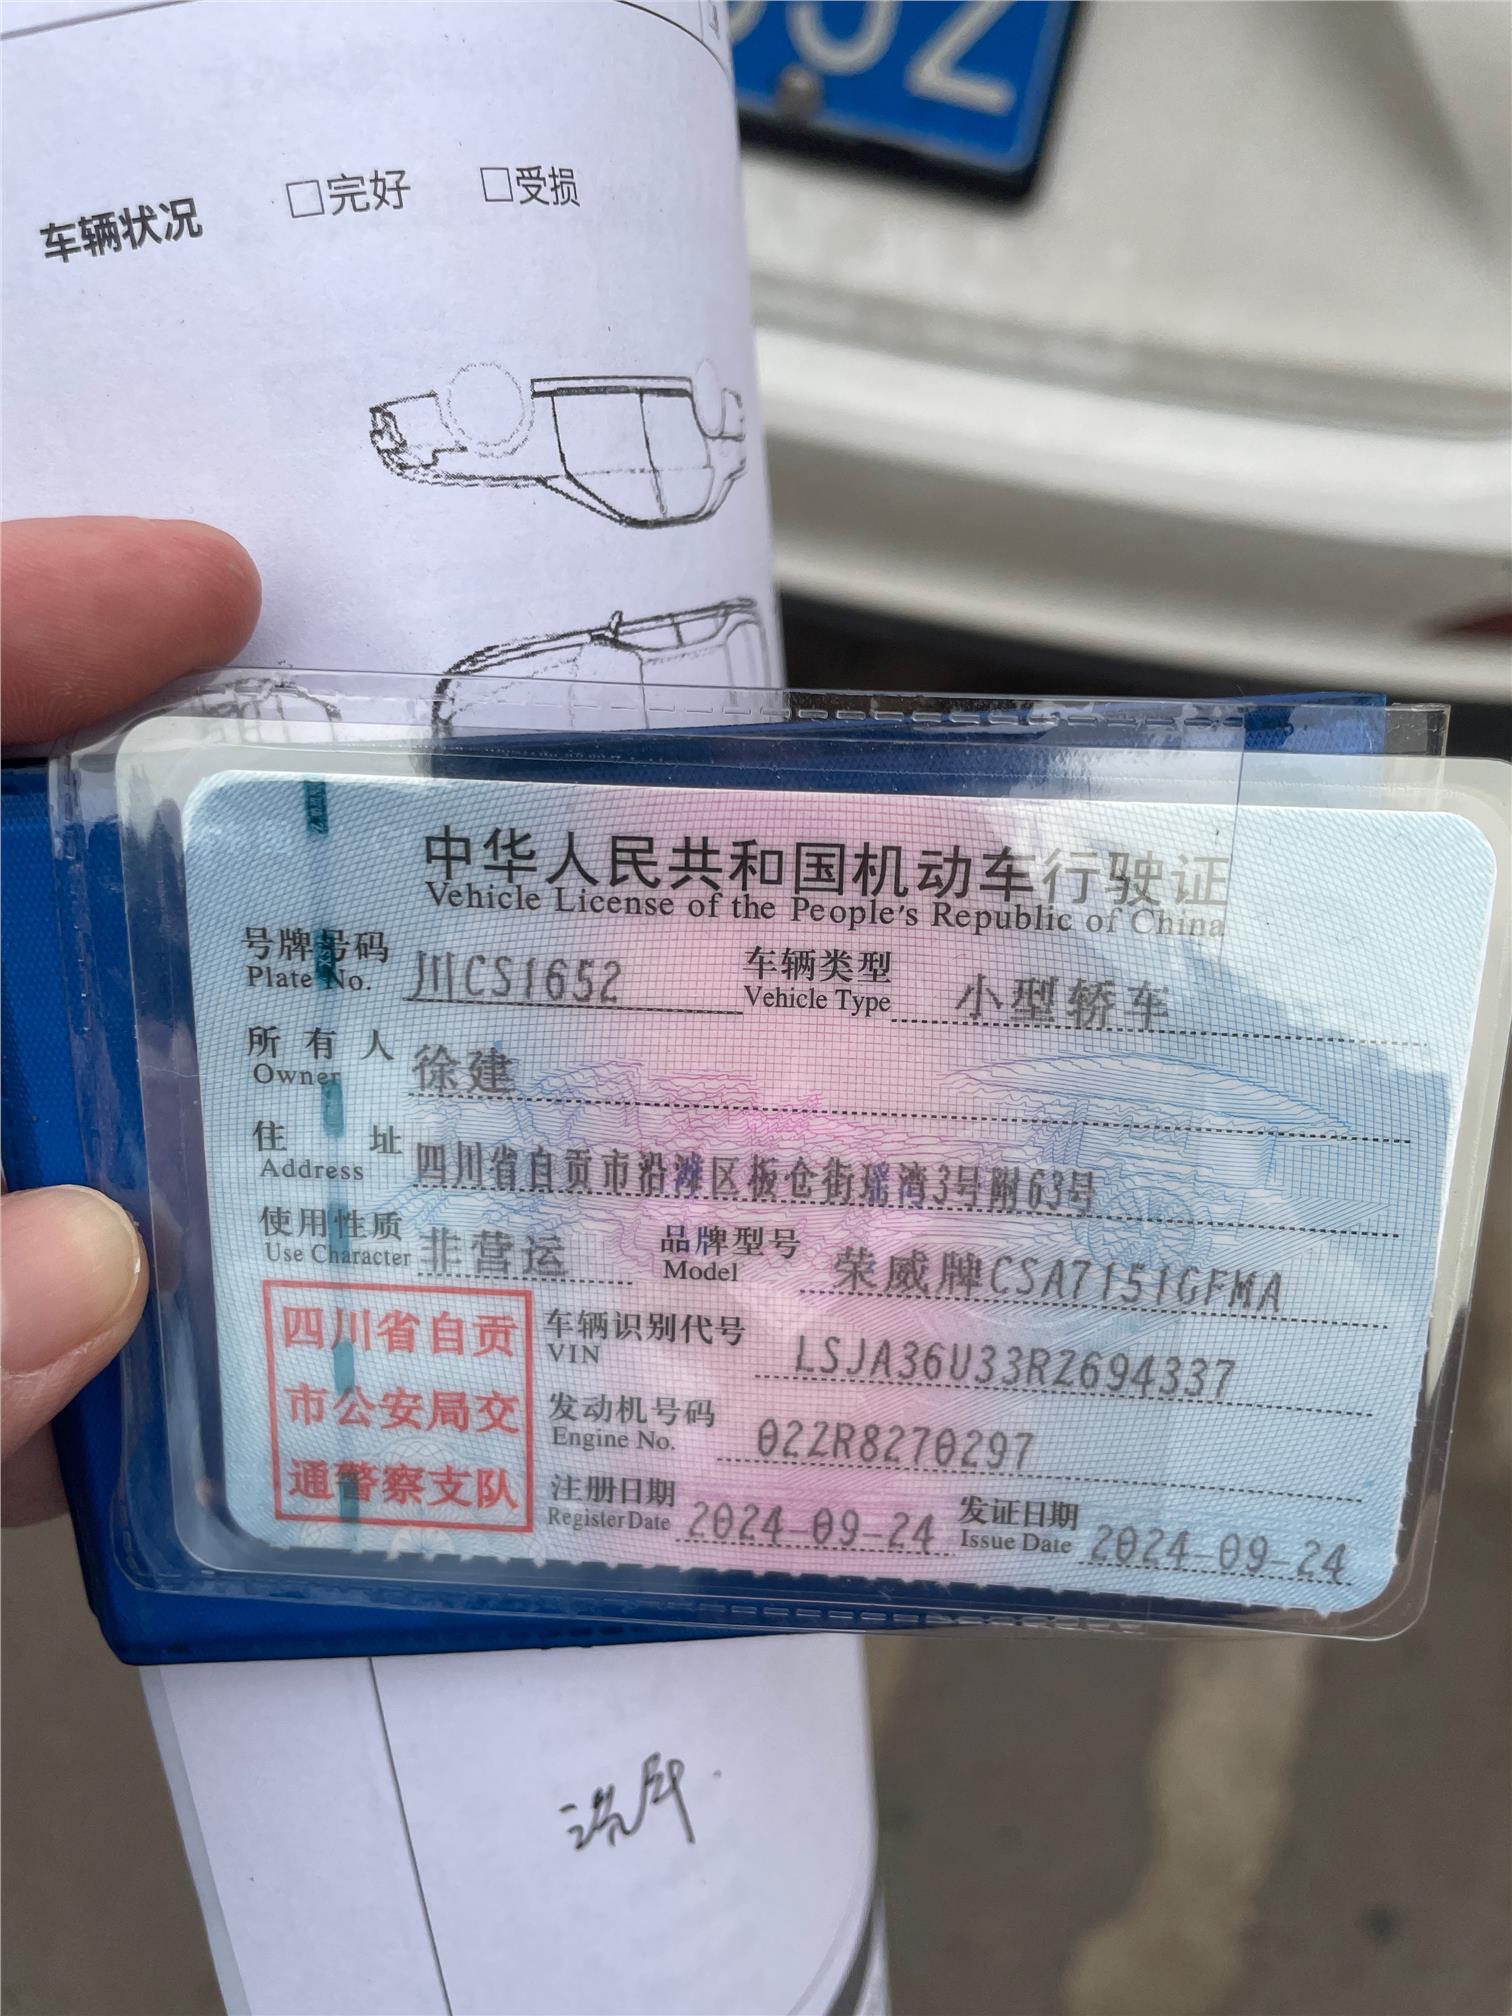 52
车辆状况 □完好 □受损
中华人民共和国机动车行驶证
Vehicle License of the People's Republic of China
号牌号码 川CS1652 车辆类型 小型轿车
Plate No. Vehicle Type
所有人 徐建
Owner
住址 四川省自贡市沿滩区板仓街瑶湾3号附63号
Address
使用性质 非营运 品牌型号 荣威牌CSA7151GFMA
Use Character Model
四川省自贡
市公安局交
通警察支队
车辆识别代号 LSJA36U33RZ694337
VIN
发动机号码 02ZR8270297
Engine No.
注册日期 2024-09-24 发证日期 2024-09-24
Register Date Issue Date